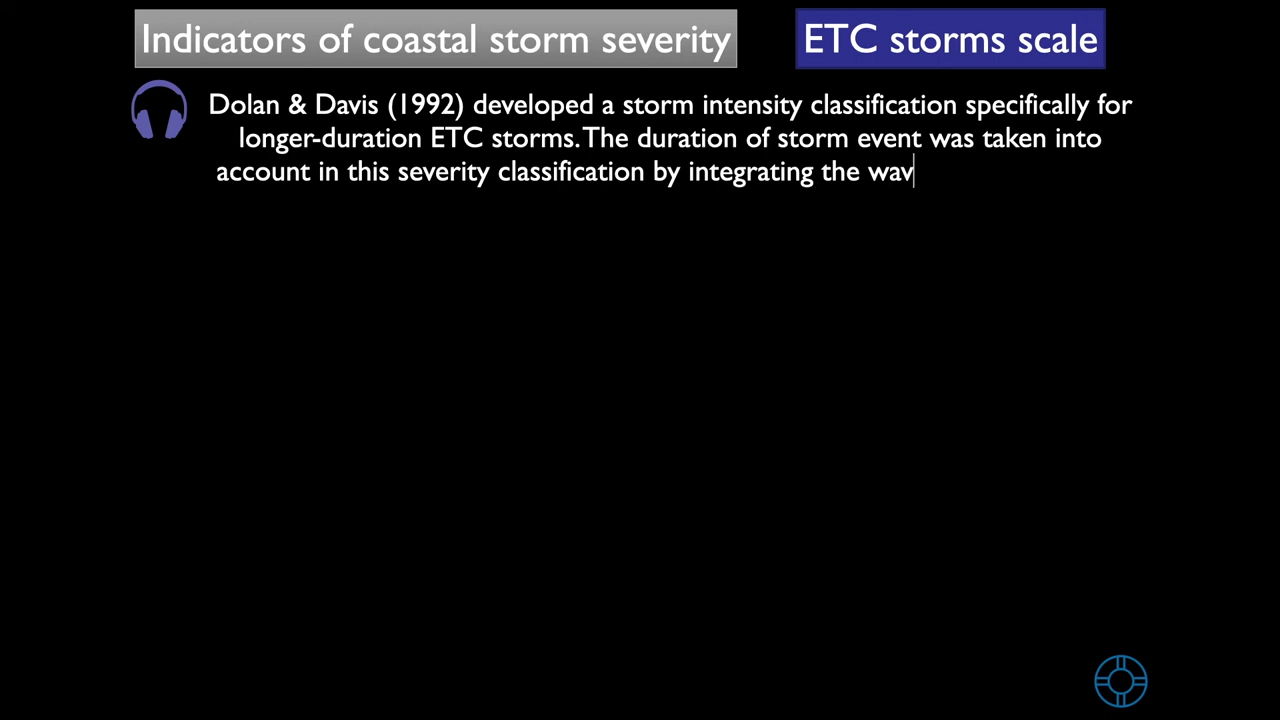 Indicators of coastal storm severity
ETC storms scale
Dolan & Davis (1992) developed a storm intensity classification specifically for
longer-duration ETC storms. The duration of storm event was taken into
account in this severity classification by integrating the wav